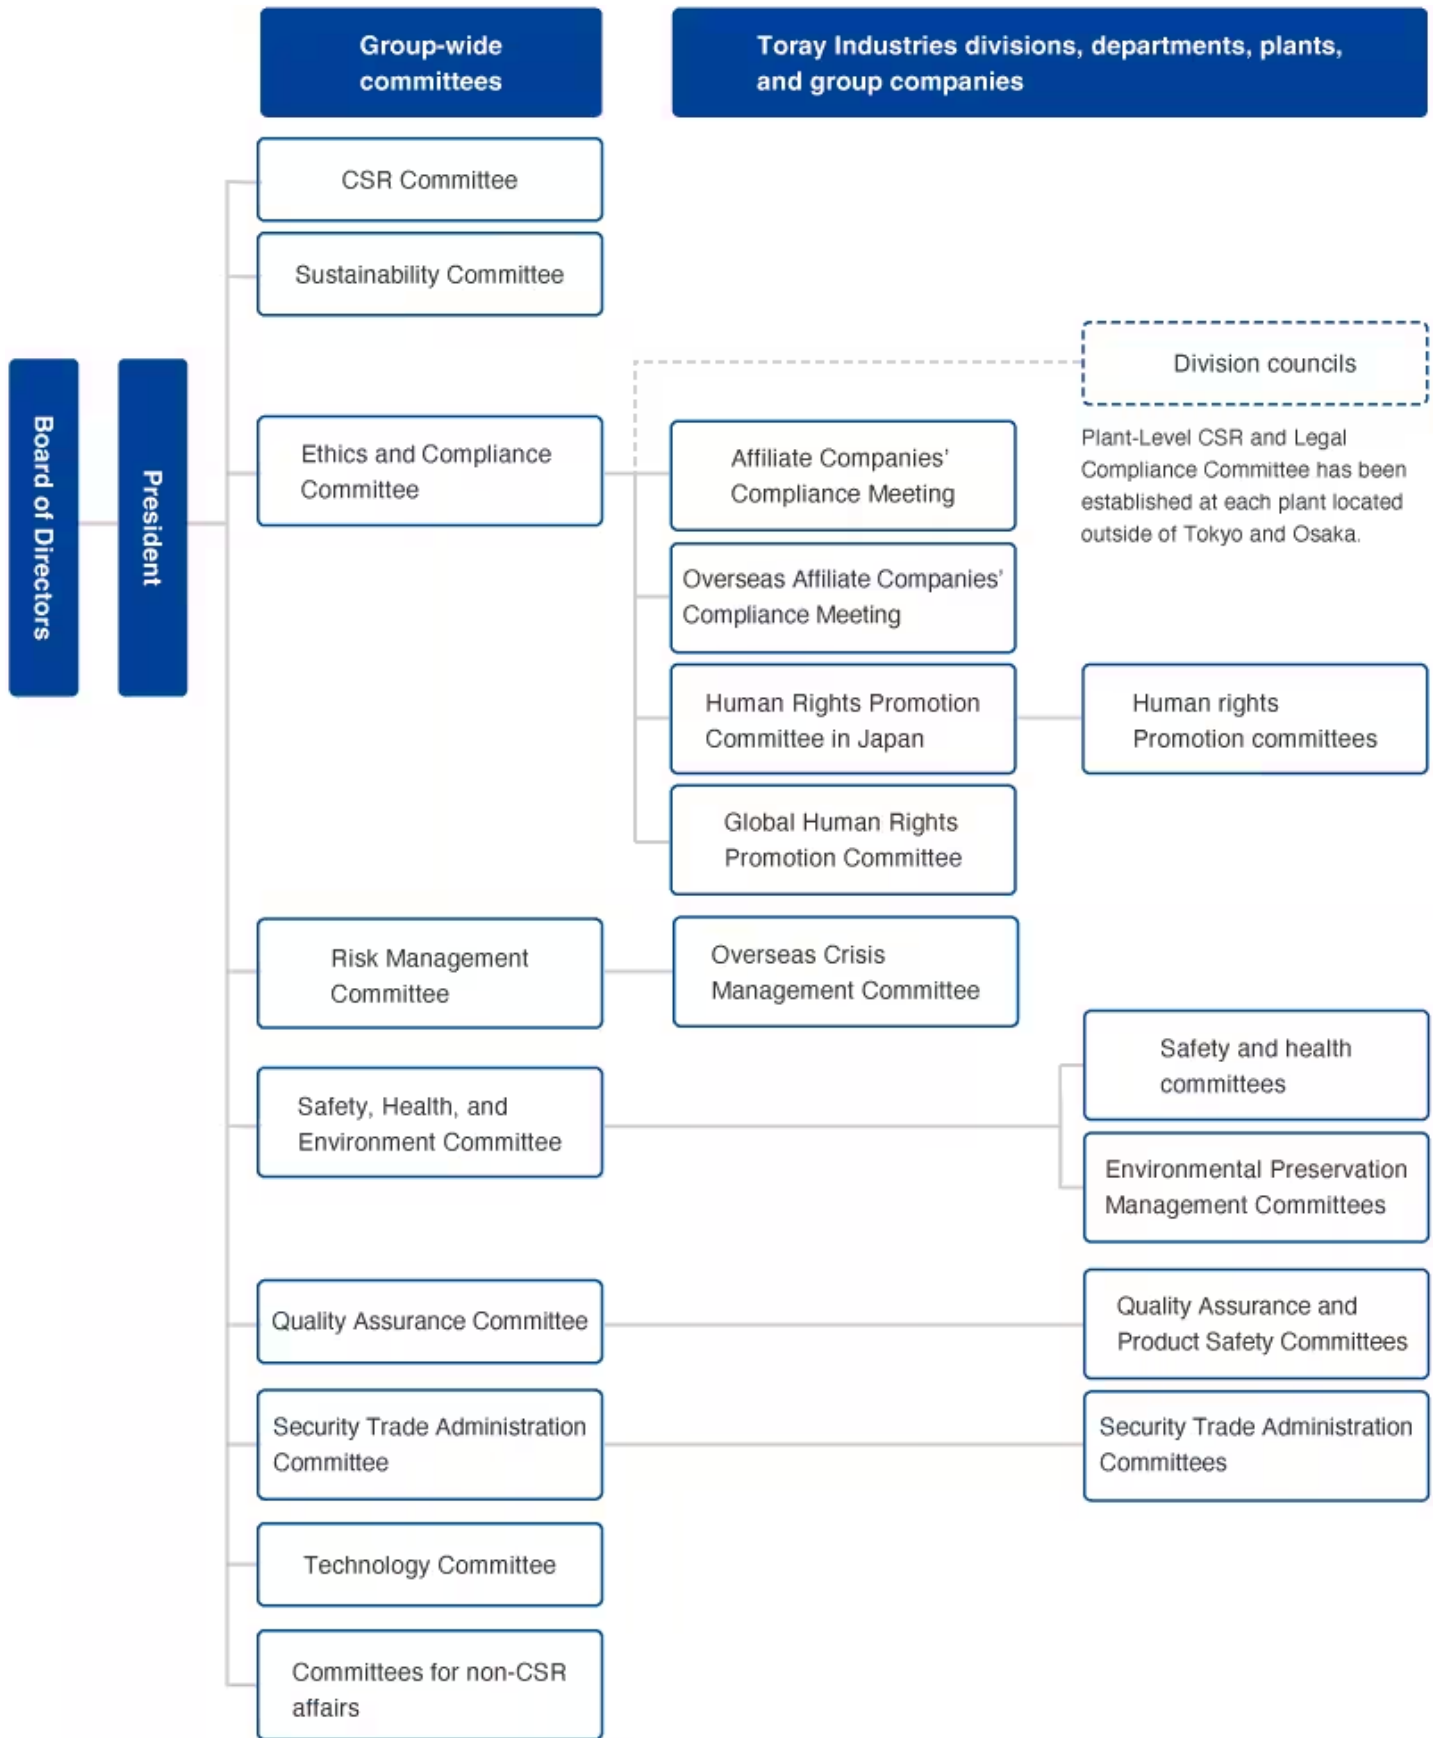 Group-wide
committees
Toray Industries divisions, departments, plants,
and group companies
Board of Directors
President
CSR Committee
Sustainability Committee
Division councils
Plant-Level CSR and Legal
Compliance Committee has been
established at each plant located
outside of Tokyo and Osaka.
Ethics and Compliance
Committee
Affiliate Companies’
Compliance Meeting
Overseas Affiliate Companies’
Compliance Meeting
Human Rights Promotion
Committee in Japan
Human rights
Promotion committees
Global Human Rights
Promotion Committee
Risk Management
Committee
Overseas Crisis
Management Committee
Safety, Health, and
Environment Committee
Safety and health
committees
Environmental Preservation
Management Committees
Quality Assurance Committee
Quality Assurance and
Product Safety Committees
Security Trade Administration
Committee
Security Trade Administration
Committees
Technology Committee
Committees for non-CSR
affairs